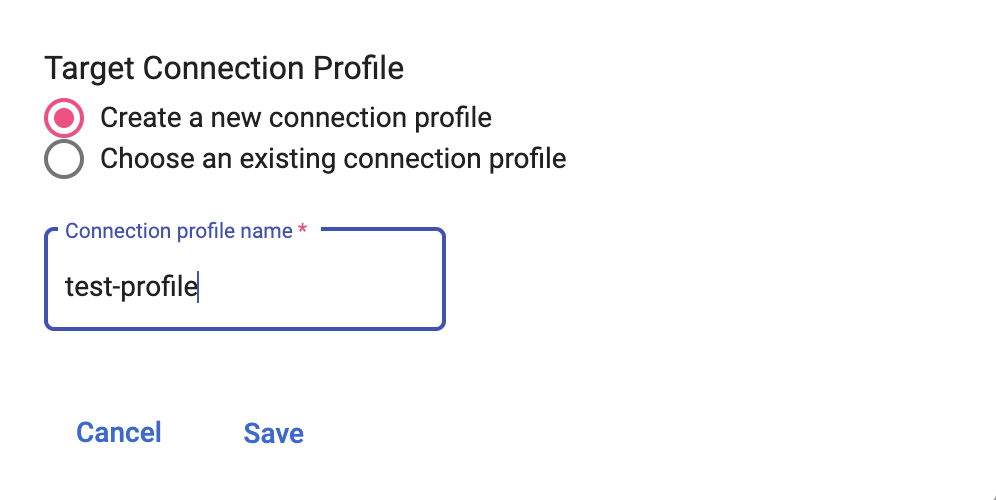 Target Connection Profile
Create a new connection profile
Choose an existing connection profile
Connection profile name *
test-profile
Cancel
Save